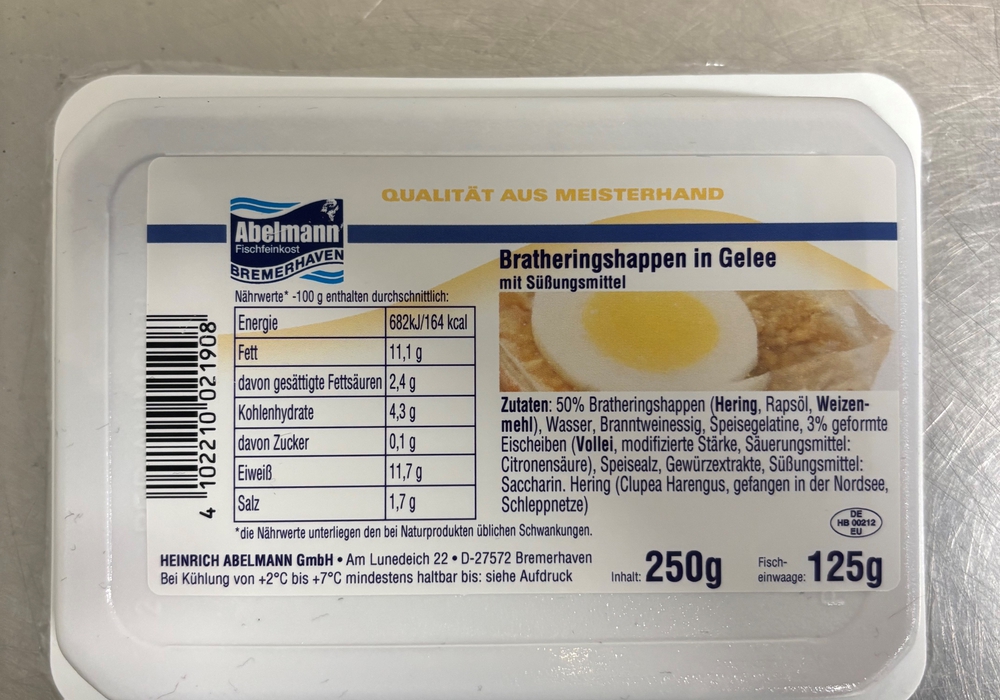 QUALITÄT AUS MEISTERHAND
Abelmann
Fischfeinkost
BREMERHAVEN
Bratheringshappen in Gelee
mit Süßungsmittel
Nährwerte* -100 g enthalten durchschnittlich:
Energie 682kJ/164 kcal
Fett 11,1 g
davon gesättigte Fettsäuren 2,4 g
Kohlenhydrate 4,3 g
davon Zucker 0,1 g
Eiweiß 11,7 g
Salz 1,7 g
*die Nährwerte unterliegen den bei Naturprodukten üblichen Schwankungen.
4 102210 021908
Zutaten: 50% Bratheringshappen (Hering, Rapsöl, Weizen-
mehl), Wasser, Branntweinessig, Speisegelatine, 3% geformte
Eischeiben (Vollei, modifizierte Stärke, Säuerungsmittel:
Citronensäure), Speisealz, Gewürzextrakte, Süßungsmittel:
Saccharin. Hering (Clupea Harengus, gefangen in der Nordsee,
Schleppnetze)
DE
HB 00212
EU
HEINRICH ABELMANN GmbH • Am Lunedeich 22 • D-27572 Bremerhaven
Bei Kühlung von +2°C bis +7°C mindestens haltbar bis: siehe Aufdruck
Inhalt: 250g
Fisch-
einwaage: 125g